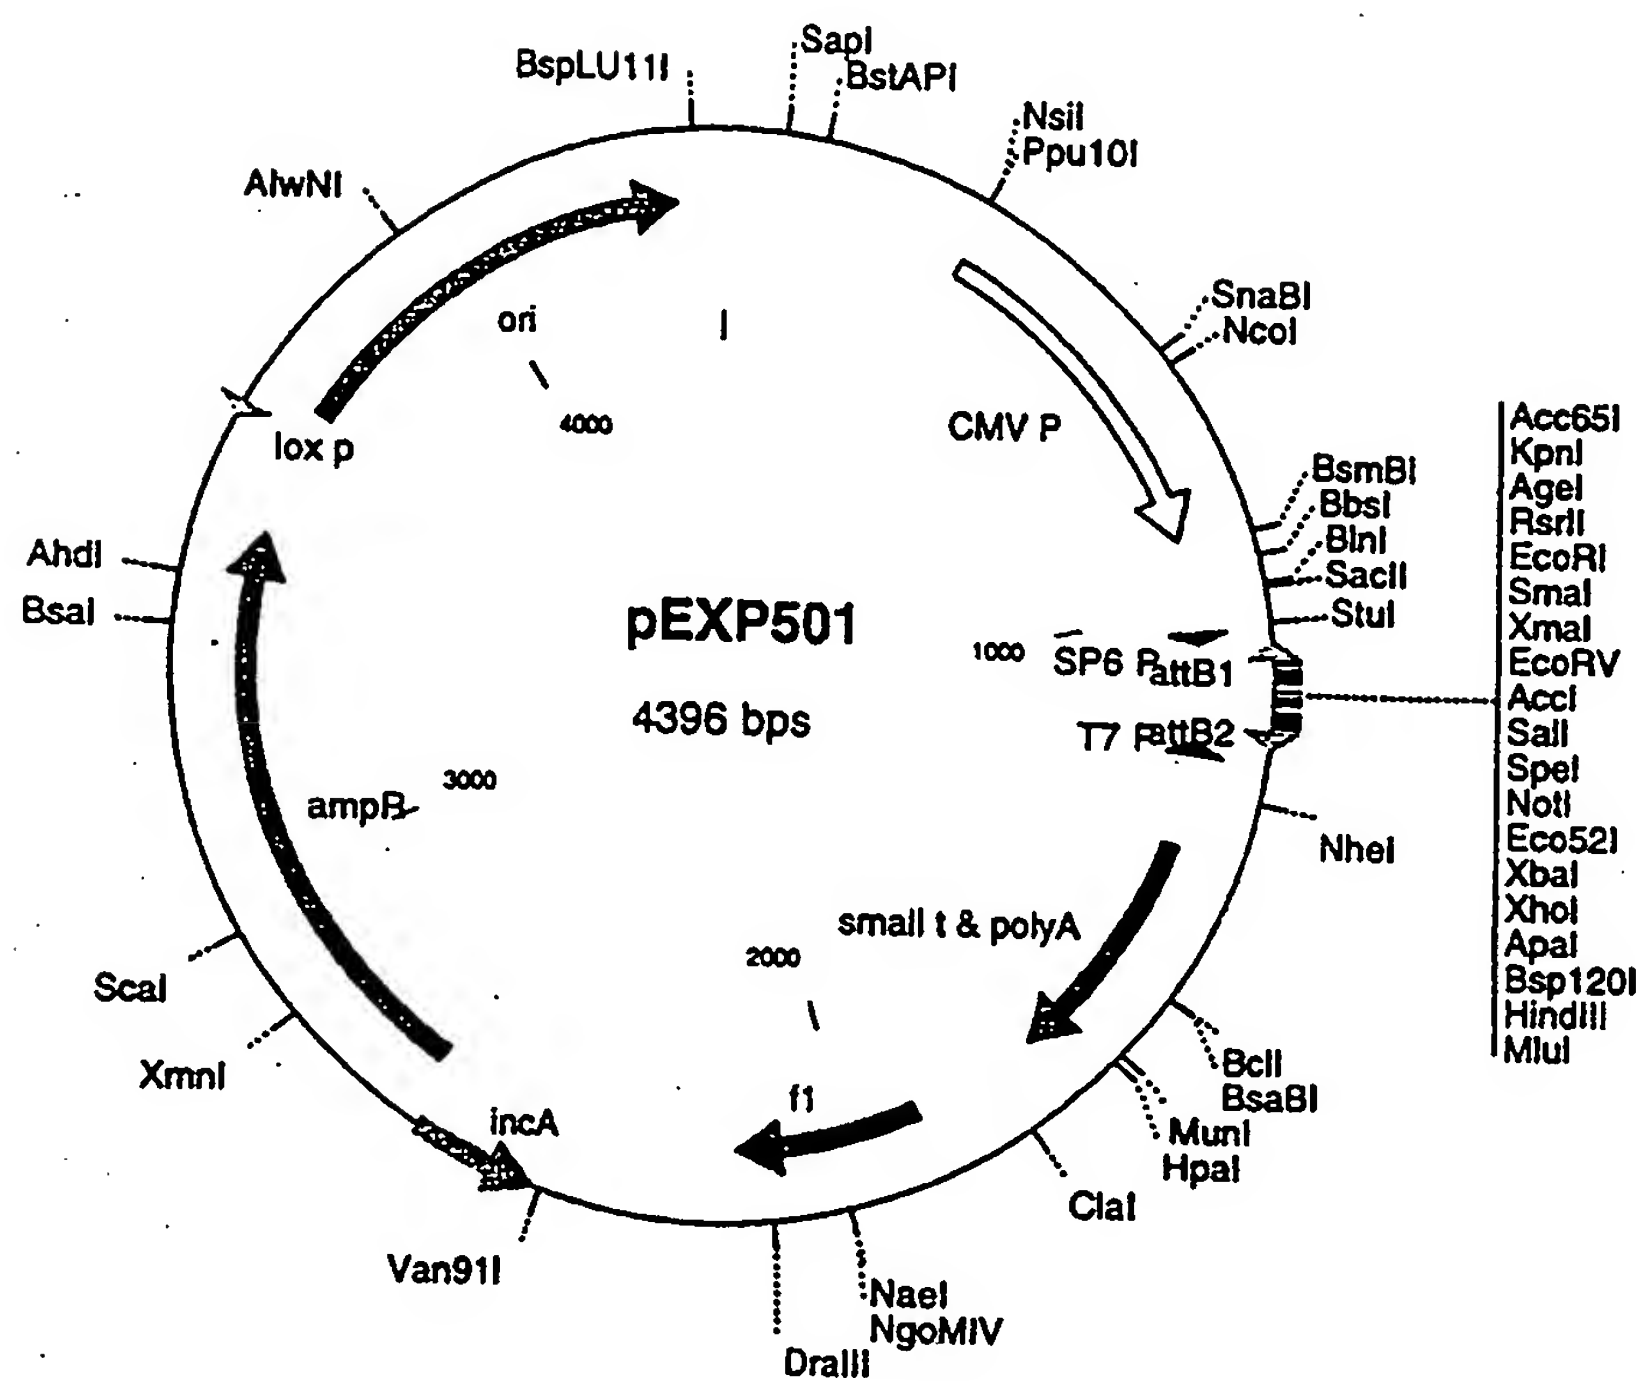 SapI
BspLU11I
BstAPI
NsiI
Ppu10I
AlwNI
SnaBI
NcoI
ori
4000
CMV P
lox p
BsmBI
BbsI
BlnI
SacII
StuI
AhdI
BsaI
pEXP501
4396 bps
1000
SP6 P
attB1
T7 P
attB2
Acc65I
KpnI
AgeI
RsrII
EcoRI
SmaI
XmaI
EcoRV
AccI
SalI
SpeI
NotI
Eco52I
XbaI
XhoI
ApaI
Bsp120I
HindIII
MluI
3000
ampR
NheI
small t & polyA
2000
ScaI
XmnI
BclI
BsaBI
MunI
HpaI
f1
incA
ClaI
Van91I
NaeI
NgoMIV
DraIII